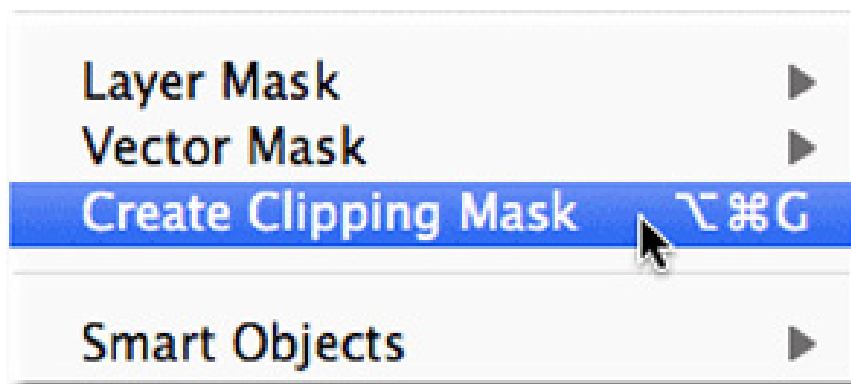 Layer Mask
Vector Mask
Create Clipping Mask ⌥⌘G
Smart Objects